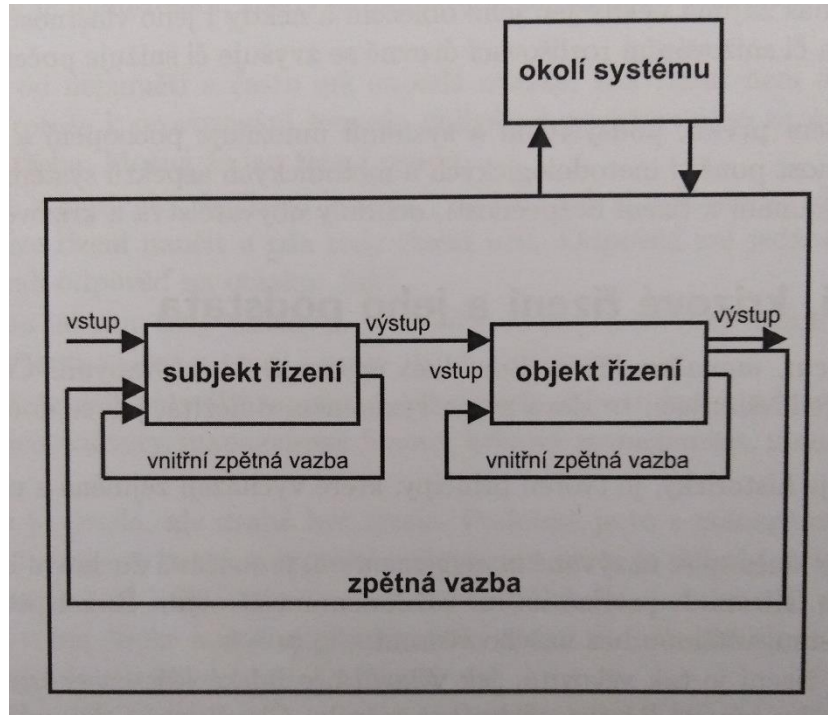 okolí systému
vstup
subjekt řízení
výstup
vstup
objekt řízení
výstup
vnitřní zpětná vazba
vnitřní zpětná vazba
zpětná vazba